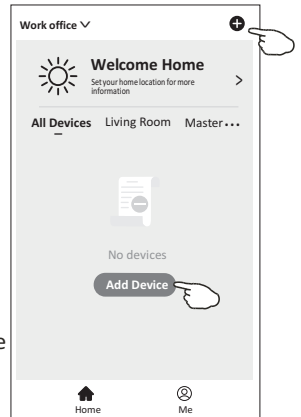 Work office
Welcome Home
Set your home location for more
information
All Devices Living Room Master
No devices
Add Device
e
Home Me